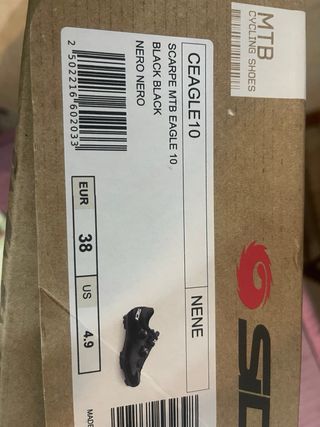 MTB
CYCLING SHOES
CEAGLE10
NENE
SCARPE MTB EAGLE 10
BLACK BLACK
NERO NERO
2 502216 602033
EUR 38 US 4.9
MADE
SID